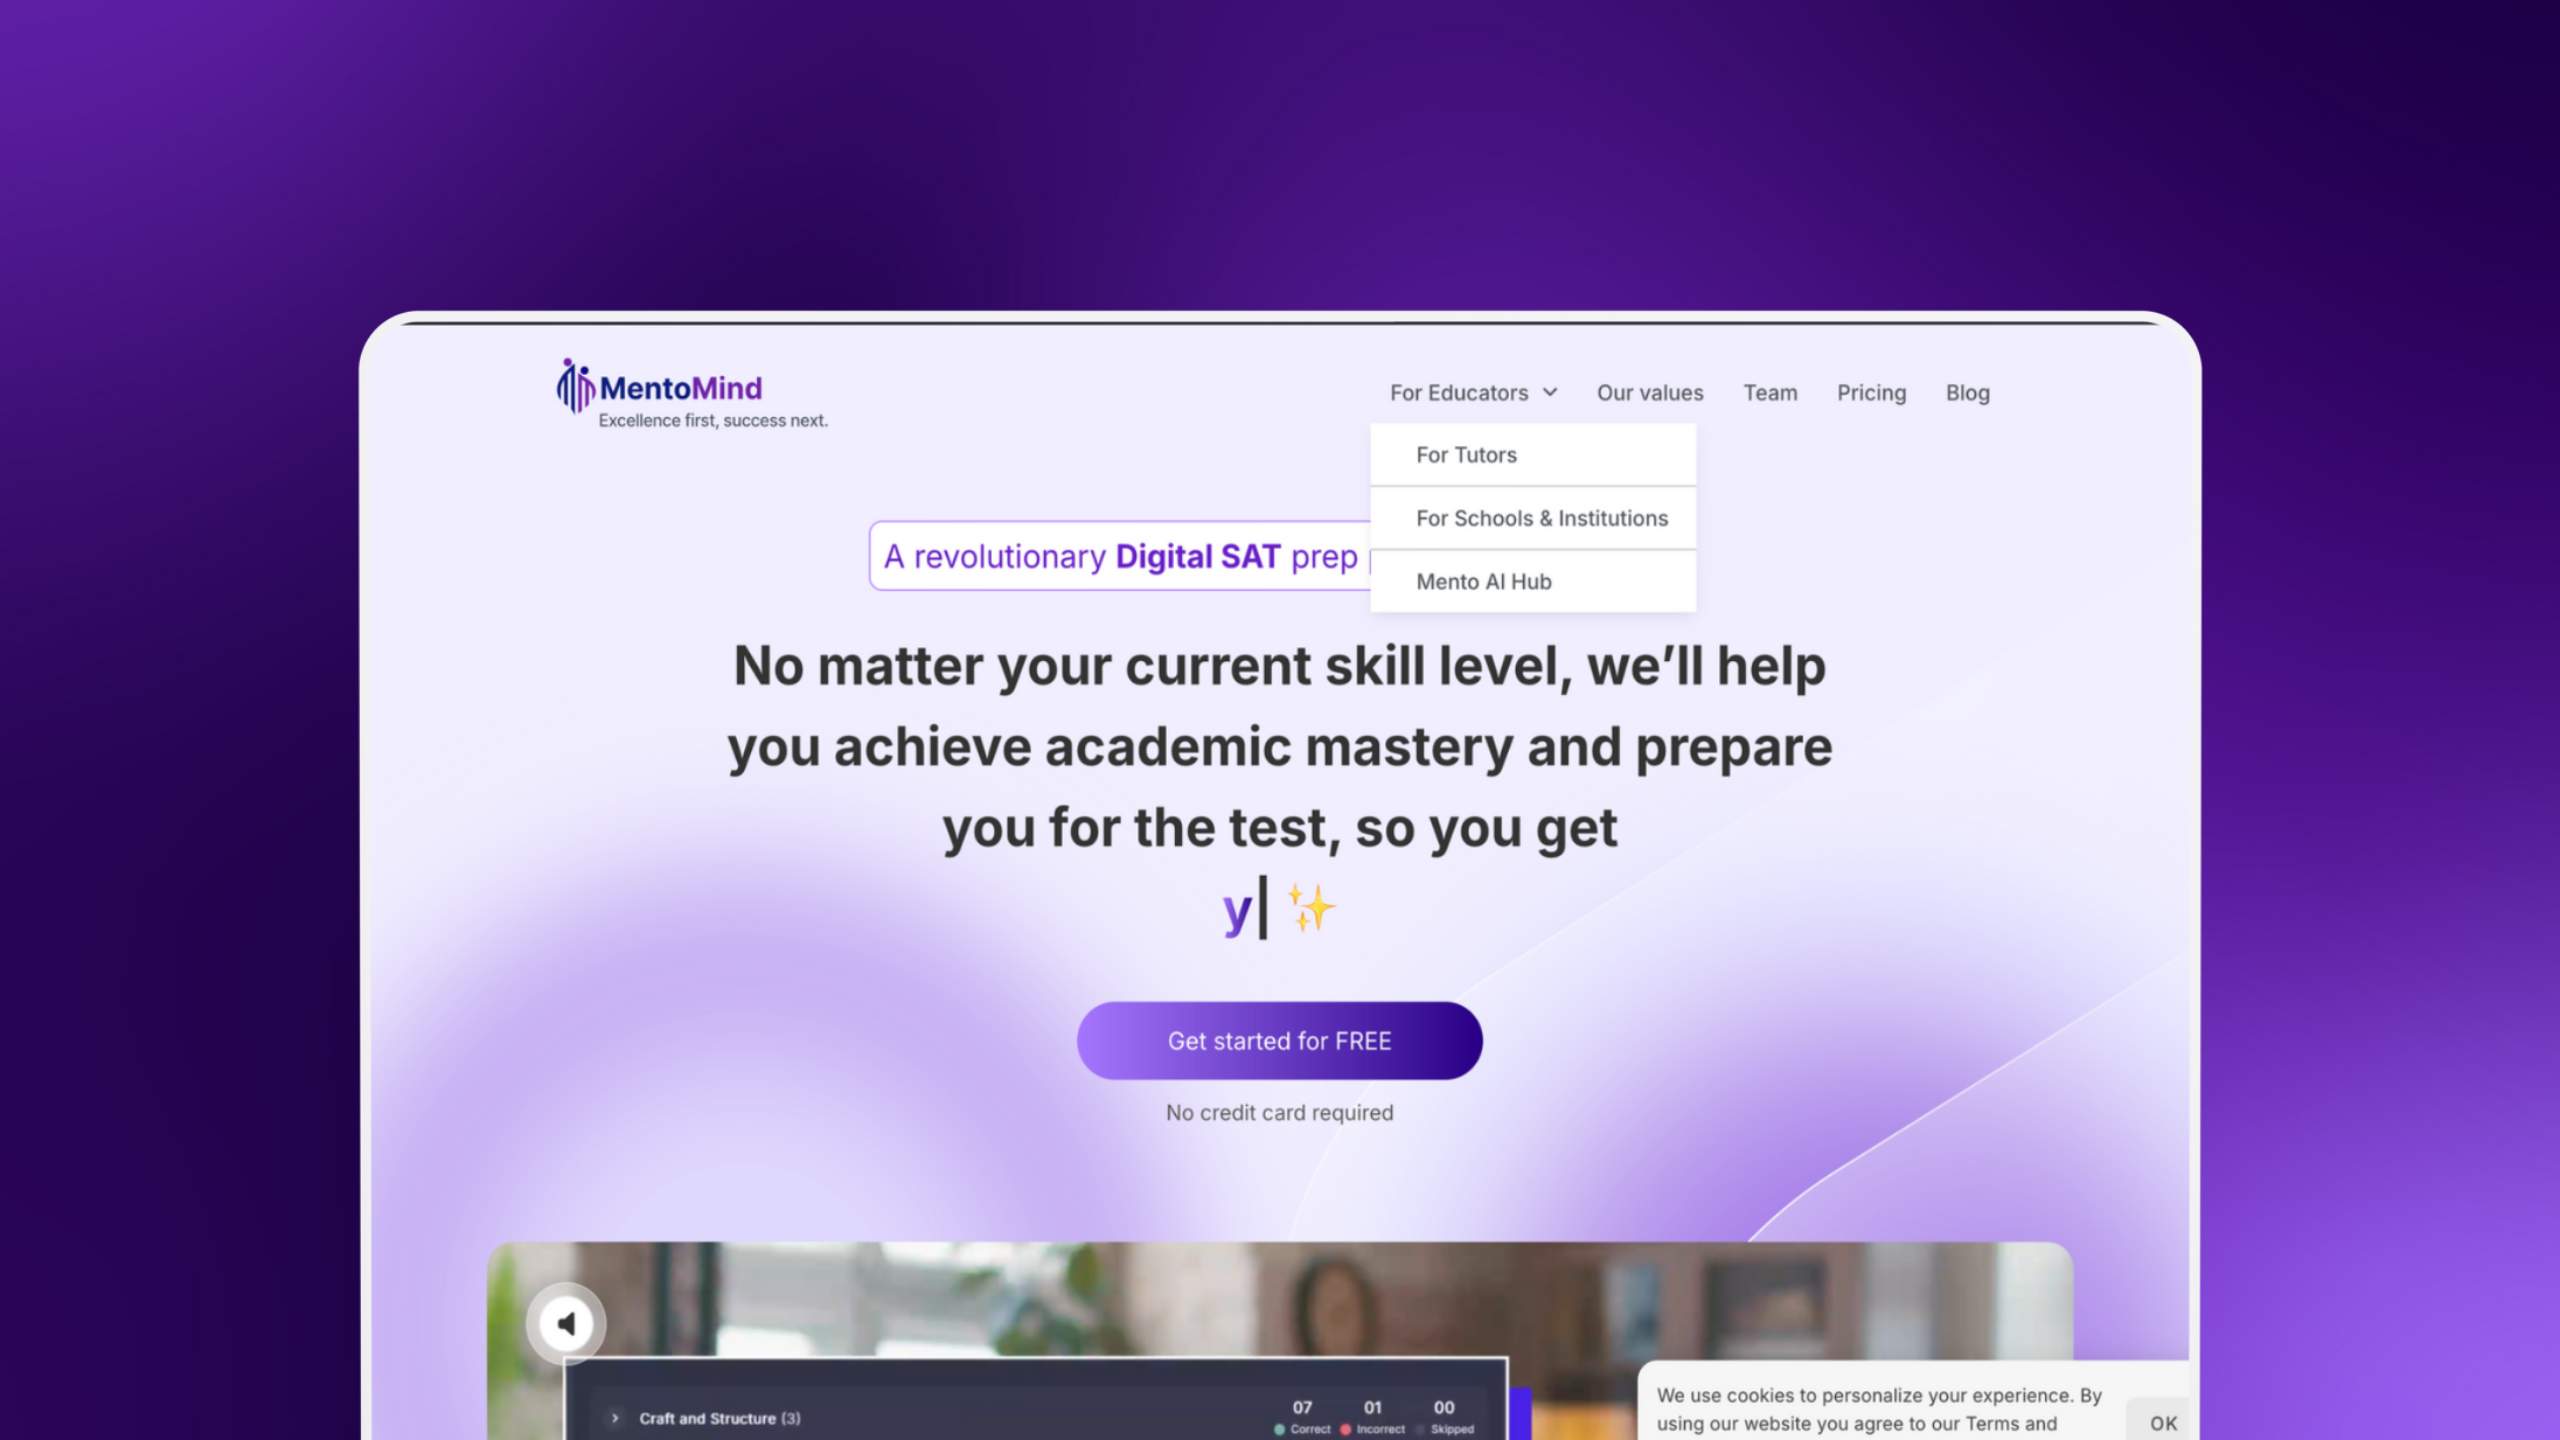 MentoMind
Excellence first, success next.
For Educators
Our values
Team
Pricing
Blog
For Tutors
For Schools & Institutions
Mento AI Hub
A revolutionary Digital SAT prep
No matter your current skill level, we’ll help
you achieve academic mastery and prepare
you for the test, so you get
y| ✨
Get started for FREE
No credit card required
Craft and Structure (3)
07 01 00
Correct Incorrect Skipped
We use cookies to personalize your experience. By
using our website you agree to our Terms and
OK